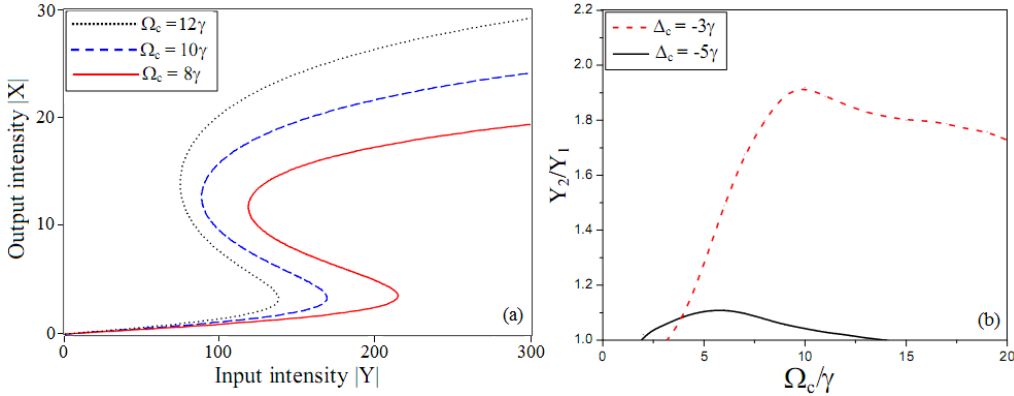 Ωc =12γ
Ωc = 10γ
Ωc = 8γ
Output intensity |X|
30
20
10
0
0
100
200
300
Input intensity |Y|
(a)
Δc = -3γ
Δc = -5γ
Y2/Y1
2.2
2.0
1.8
1.6
1.4
1.2
1.0
0
5
10
15
20
Ωc/γ
(b)